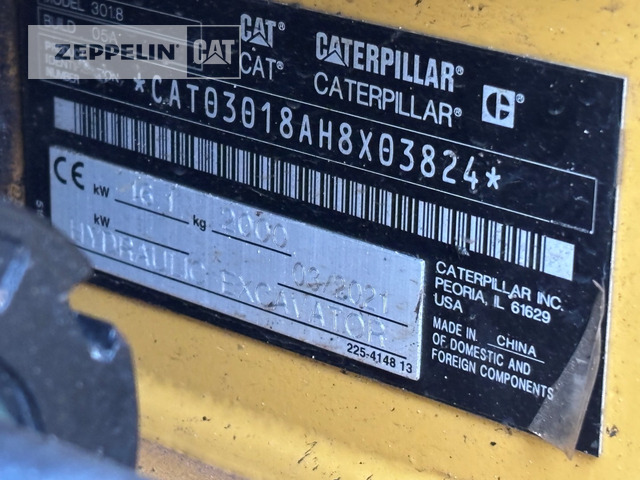 MODEL 301.8
BUILD 05A
ZEPPELIN CAT
CAT® CATERPILLAR®
CAT® CATERPILLAR®
C ®
NUMBER
*CAT03018AH8X03824*
CE kW 16.1 kg 2000
kW 03/2021
HYDRAULIC EXCAVATOR
225-4148 13
CATERPILLAR INC.
PEORIA, IL 61629
USA
MADE IN CHINA
OF DOMESTIC AND
FOREIGN COMPONENTS